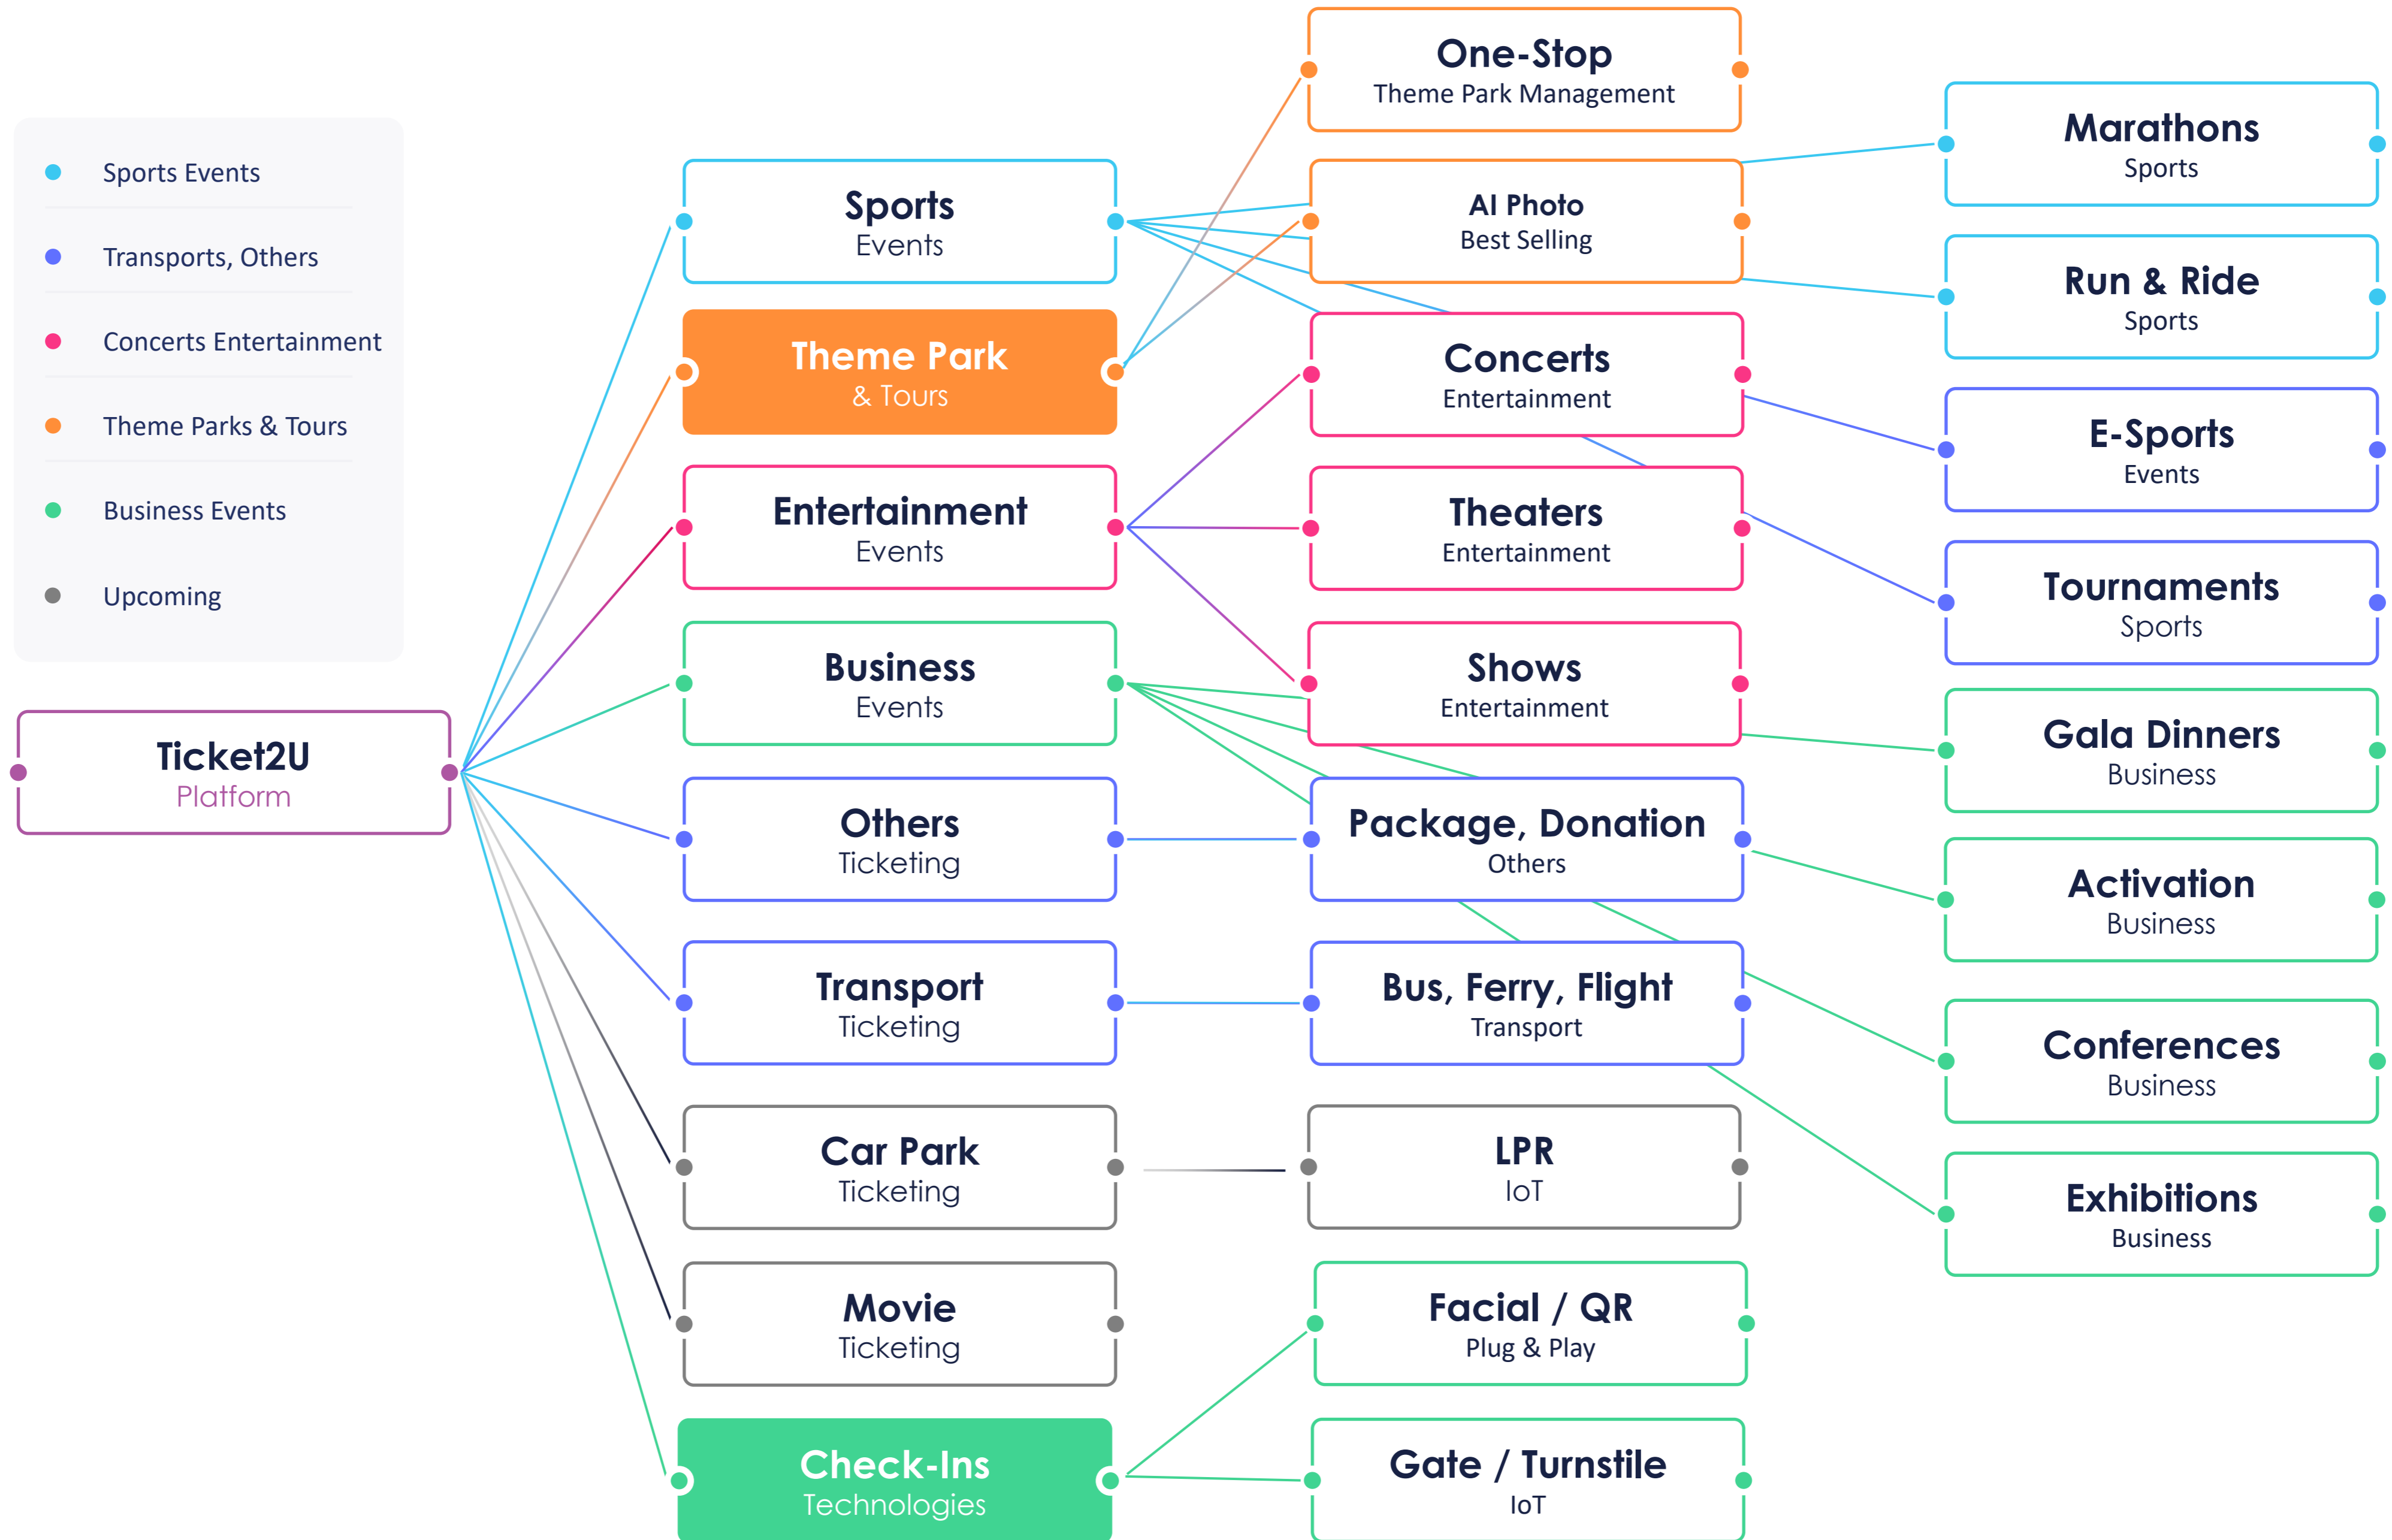 Sports Events
Transports, Others
Concerts Entertainment
Theme Parks & Tours
Business Events
Upcoming
Ticket2U
Platform
Sports
Events
Theme Park
& Tours
Entertainment
Events
Business
Events
Others
Ticketing
Transport
Ticketing
Car Park
Ticketing
Movie
Ticketing
Check-Ins
Technologies
One-Stop
Theme Park Management
AI Photo
Best Selling
Concerts
Entertainment
Theaters
Entertainment
Shows
Entertainment
Package, Donation
Others
Bus, Ferry, Flight
Transport
LPR
IoT
Facial / QR
Plug & Play
Gate / Turnstile
IoT
Marathons
Sports
Run & Ride
Sports
E-Sports
Events
Tournaments
Sports
Gala Dinners
Business
Activation
Business
Conferences
Business
Exhibitions
Business